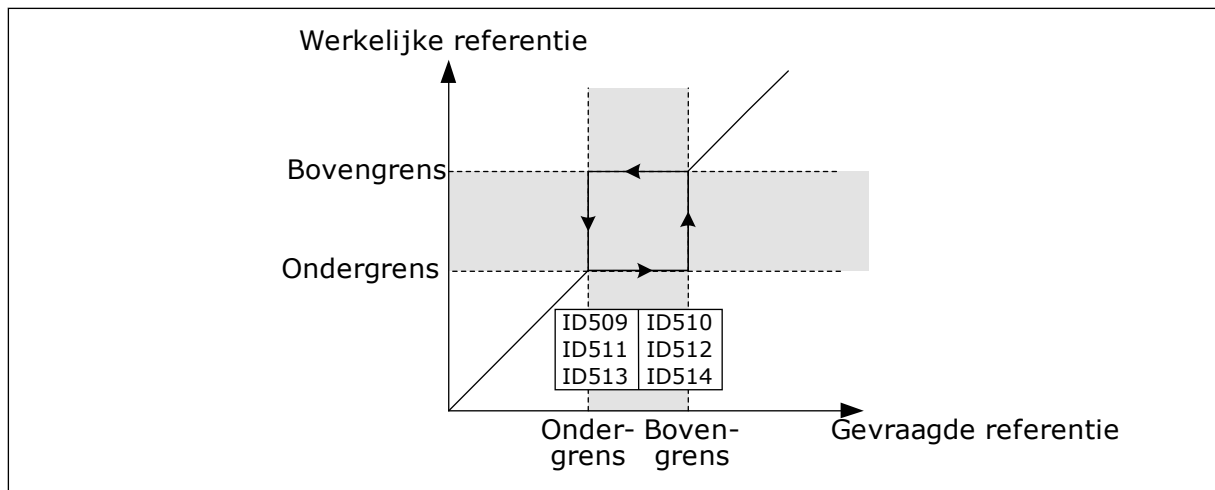 Werkelijke referentie
Bovengrens
Ondergrens
ID509 ID510
ID511 ID512
ID513 ID514
Onder- Boven-
grens grens
Gevraagde referentie